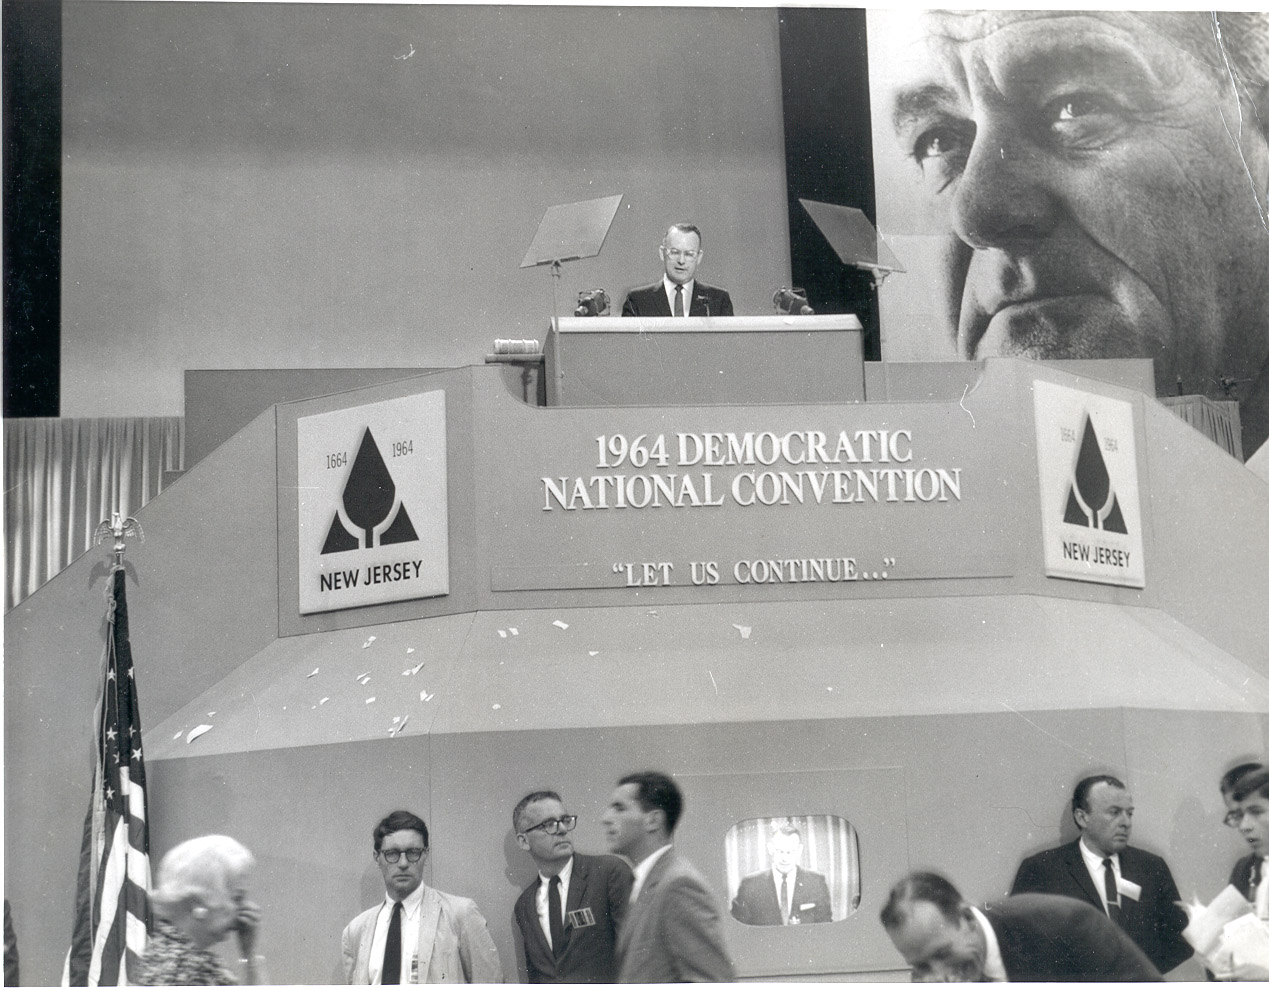 1664 1964
NEW JERSEY
1964 DEMOCRATIC
NATIONAL CONVENTION
“LET US CONTINUE...”
1664 1964
NEW JERSEY